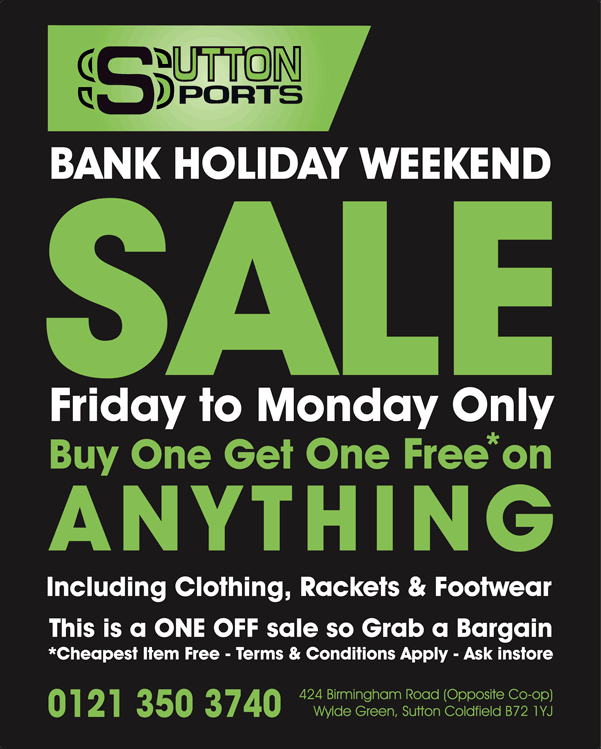 SUTTON
SPORTS
BANK HOLIDAY WEEKEND
SALE
Friday to Monday Only
Buy One Get One Free* on
ANYTHING
Including Clothing, Rackets & Footwear
This is a ONE OFF sale so Grab a Bargain
*Cheapest Item Free - Terms & Conditions Apply - Ask instore
0121 350 3740
424 Birmingham Road (Opposite Co-op)
Wylde Green, Sutton Coldfield B72 1YJ